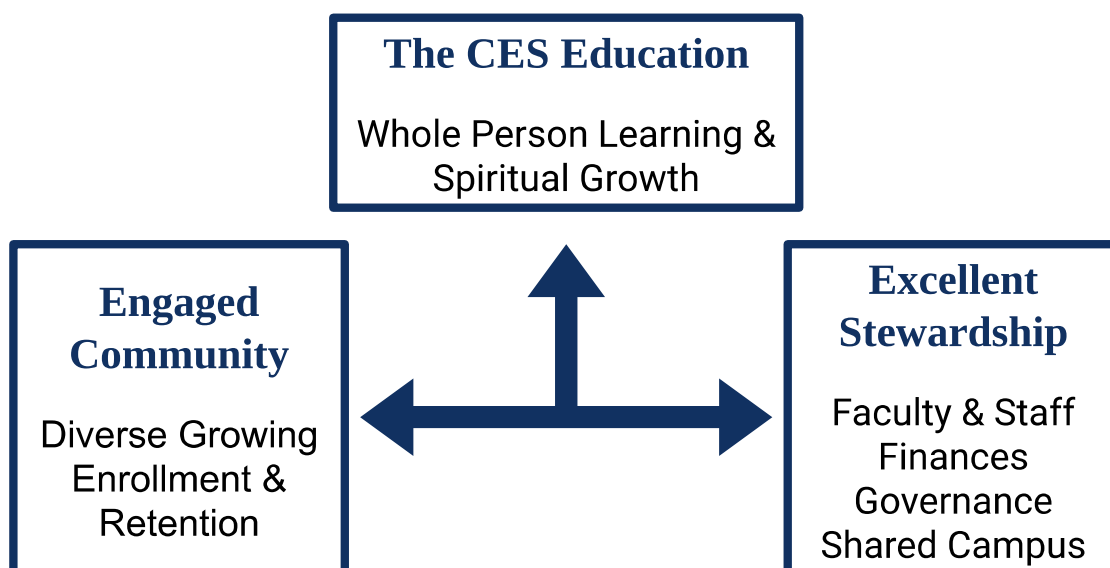 The CES Education
Whole Person Learning &
Spiritual Growth
Engaged
Community
Diverse Growing
Enrollment &
Retention
Excellent
Stewardship
Faculty & Staff
Finances
Governance
Shared Campus